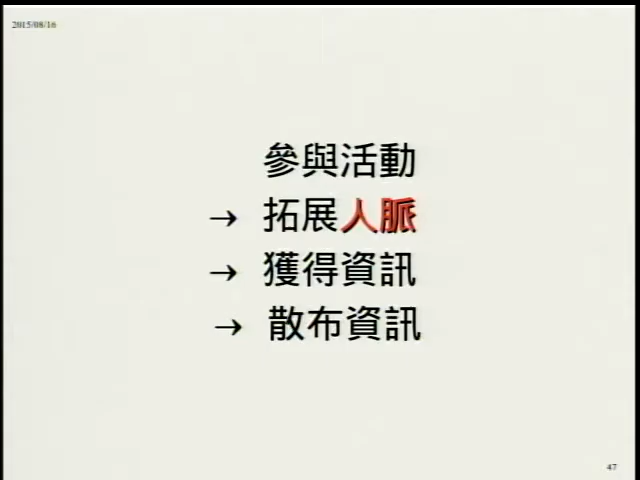 2015/08/16
參與活動
→ 拓展人脈
→ 獲得資訊
→ 散布資訊
47